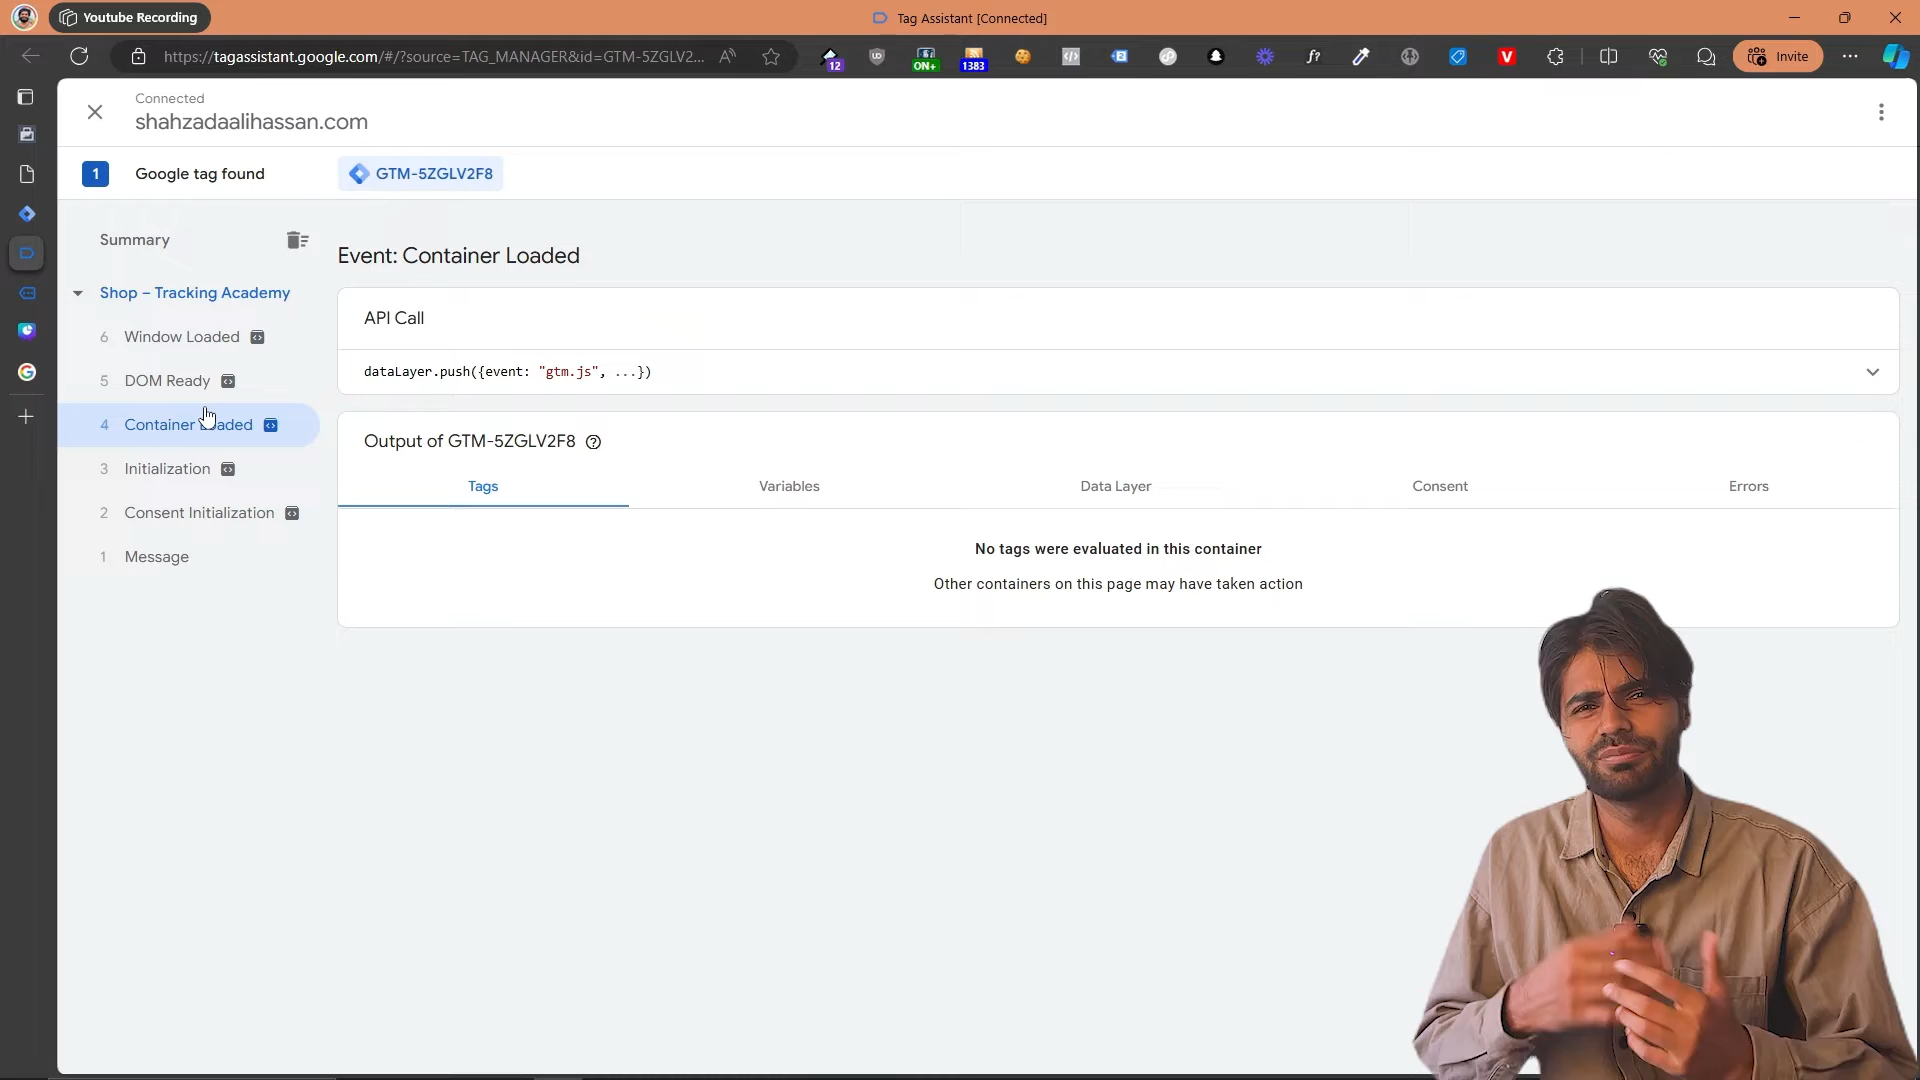 Youtube Recording
Tag Assistant [Connected]
https://tagassistant.google.com/#/?source=TAG_MANAGER&id=GTM-5ZGLV2...
12
UD
ON+
1383
f?
V
Invite
Connected
shahzadaalihassan.com
1 Google tag found GTM-5ZGLV2F8
Summary
Event: Container Loaded
Shop – Tracking Academy
API Call
6 Window Loaded
dataLayer.push({event: "gtm.js", ...})
5 DOM Ready
4 Container Loaded
Output of GTM-5ZGLV2F8
3 Initialization
Tags Variables Data Layer Consent Errors
2 Consent Initialization
No tags were evaluated in this container
1 Message
Other containers on this page may have taken action